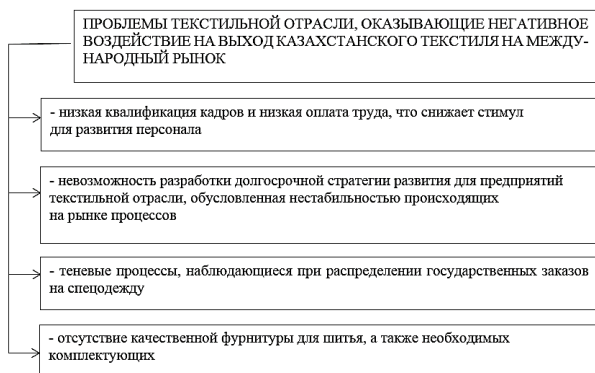 ПРОБЛЕМЫ ТЕКСТИЛЬНОЙ ОТРАСЛИ, ОКАЗЫВАЮЩИЕ НЕГАТИВНОЕ
ВОЗДЕЙСТВИЕ НА ВЫХОД КАЗАХСТАНСКОГО ТЕКСТИЛЯ НА МЕЖДУ-
НАРОДНЫЙ РЫНОК
- низкая квалификация кадров и низкая оплата труда, что снижает стимул
для развития персонала
- невозможность разработки долгосрочной стратегии развития для предприятий
текстильной отрасли, обусловленная нестабильностью происходящих
на рынке процессов
- теневые процессы, наблюдающиеся при распределении государственных заказов
на спецодежду
- отсутствие качественной фурнитуры для шитья, а также необходимых
комплектующих